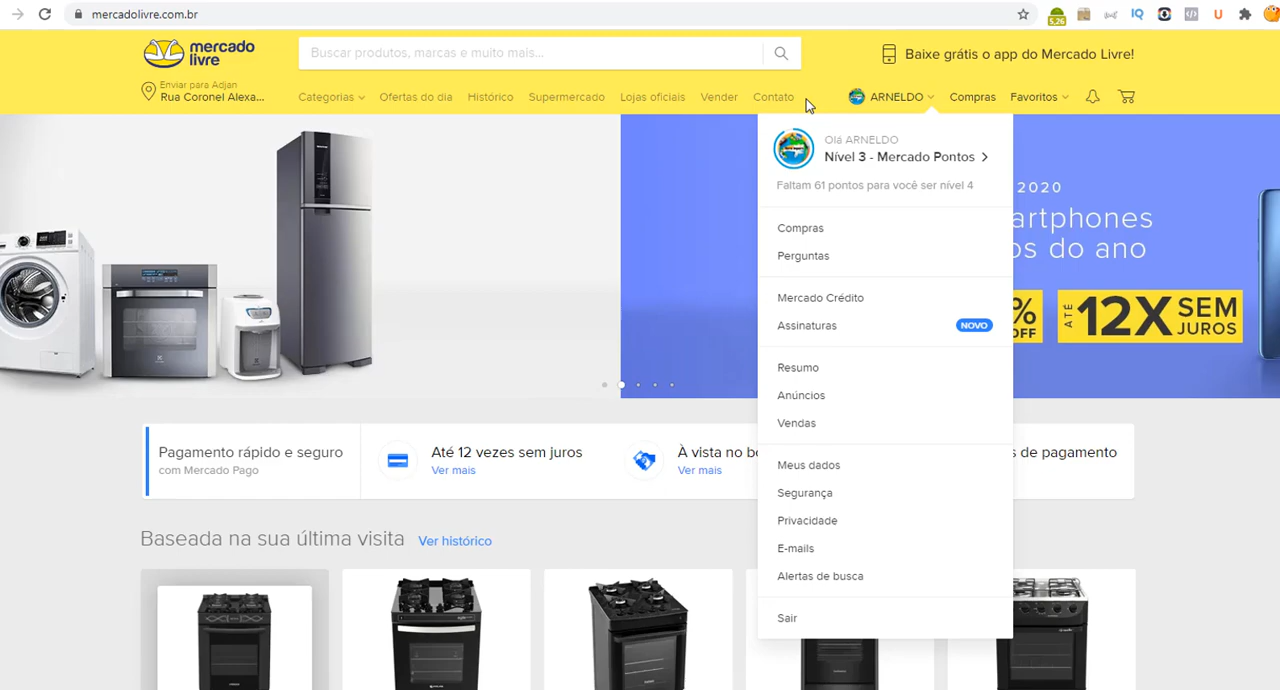 mercadolivre.com.br
5,26
IQ
mercado
livre
Buscar produtos, marcas e muito mais...
Baixe grátis o app do Mercado Livre!
Enviar para Adjan
Rua Coronel Alexa...
Categorias
Ofertas do dia
Histórico
Supermercado
Lojas oficiais
Vender
Contato
ARNELDO
Compras
Favoritos
Olá ARNELDO
Nível 3 - Mercado Pontos
Faltam 61 pontos para você ser nível 4
Compras
Perguntas
Mercado Crédito
Assinaturas
NOVO
Resumo
Anúncios
Vendas
Meus dados
Segurança
Privacidade
E-mails
Alertas de busca
Sair
2020
artphones
os do ano
%
OFF
ATÉ
12X SEM
JUROS
Pagamento rápido e seguro
com Mercado Pago
Até 12 vezes sem juros
Ver mais
À vista no bo
Ver mais
s de pagamento
Baseada na sua última visita
Ver histórico